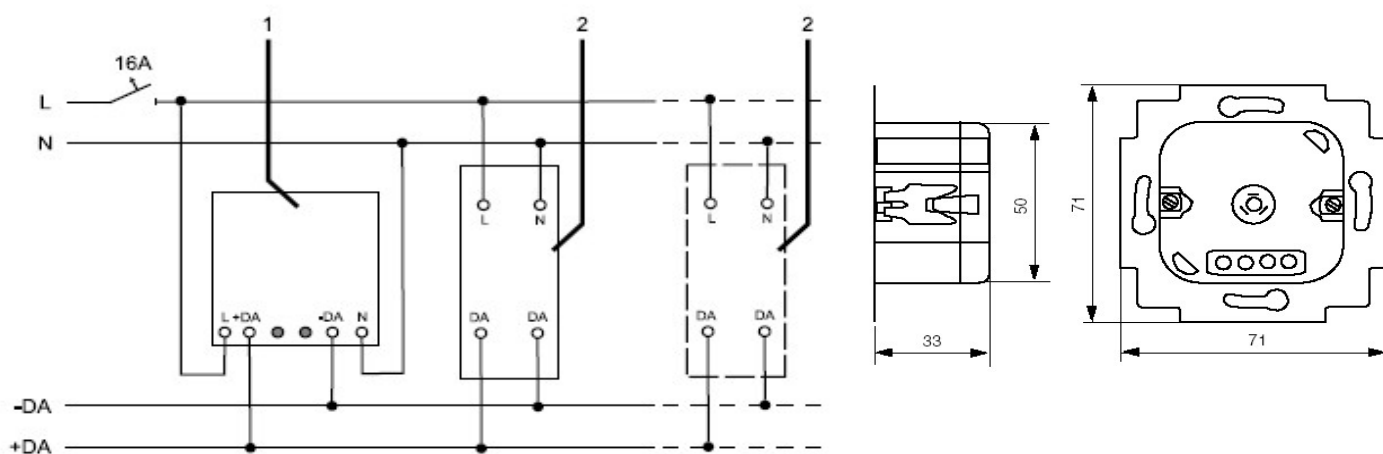 1 2 2
16A
L
N
L N L N
L +DA -DA N DA DA DA DA
-DA
+DA
50
33
71
71